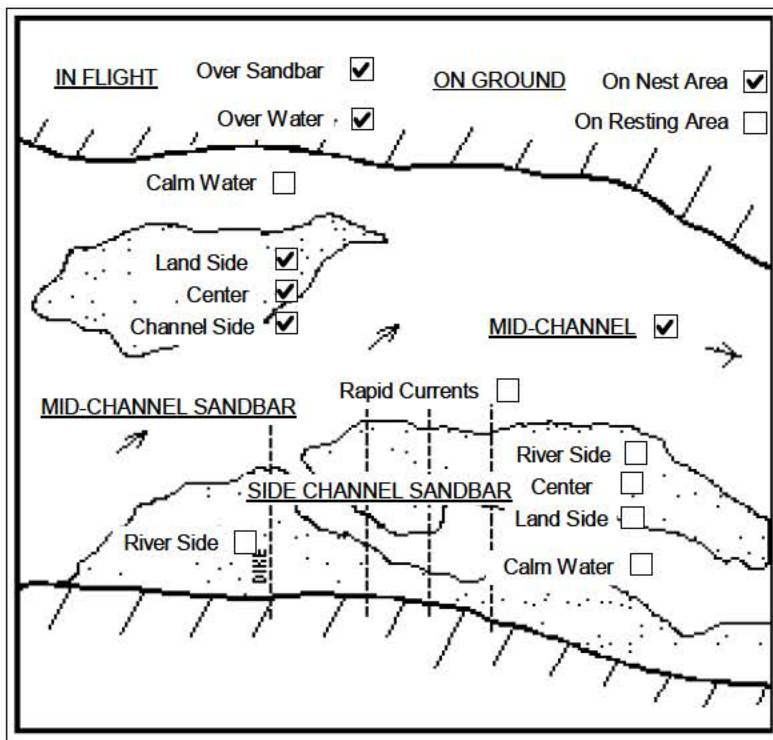 IN FLIGHT Over Sandbar ON GROUND On Nest Area
Over Water On Resting Area
Calm Water
Land Side
Center
Channel Side
MID-CHANNEL
Rapid Currents
MID-CHANNEL SANDBAR
River Side
SIDE CHANNEL SANDBAR Center
Land Side
River Side
DIKE
Calm Water